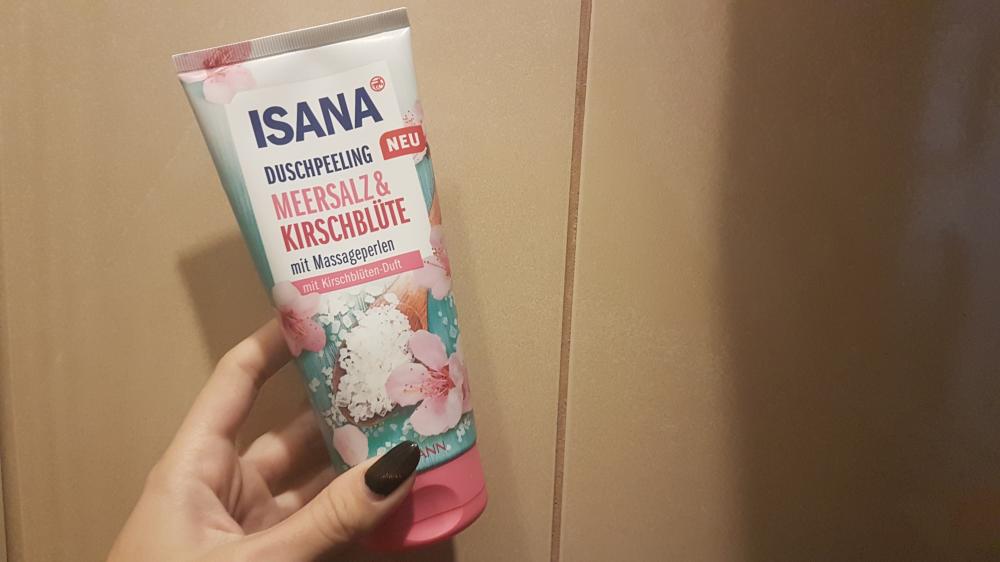 ISANA
NEU
DUSCHPEELING
MEERSALZ &
KIRSCHBLÜTE
mit Massageperlen
mit Kirschblüten-Duft